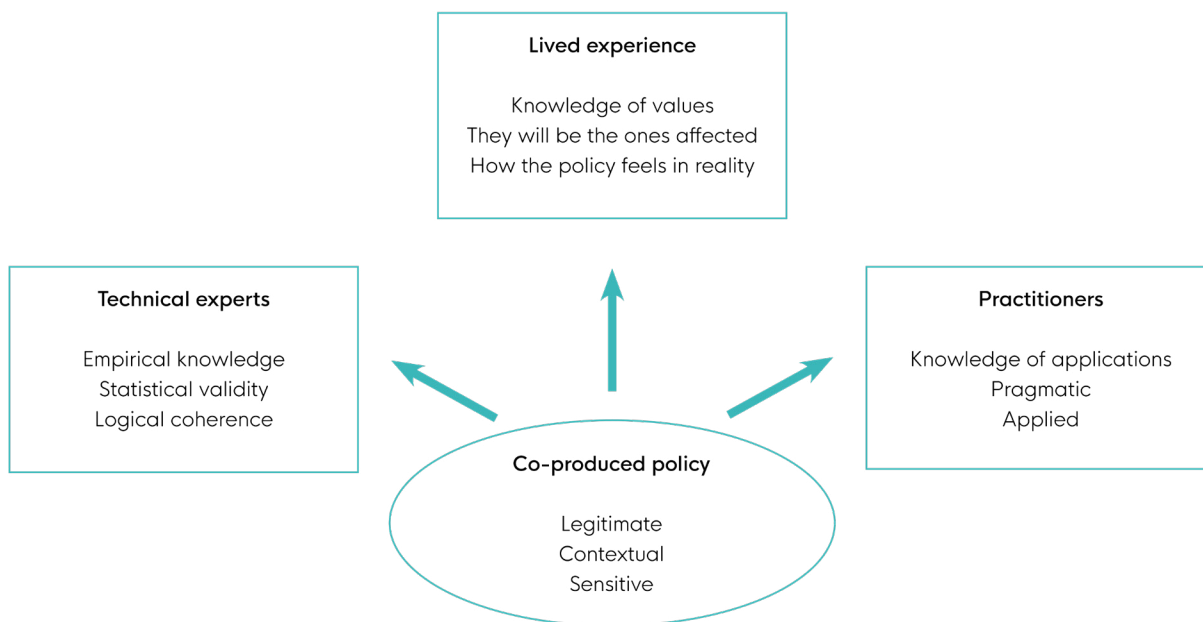 Lived experience
Knowledge of values
They will be the ones affected
How the policy feels in reality
Technical experts
Empirical knowledge
Statistical validity
Logical coherence
Practitioners
Knowledge of applications
Pragmatic
Applied
Co-produced policy
Legitimate
Contextual
Sensitive